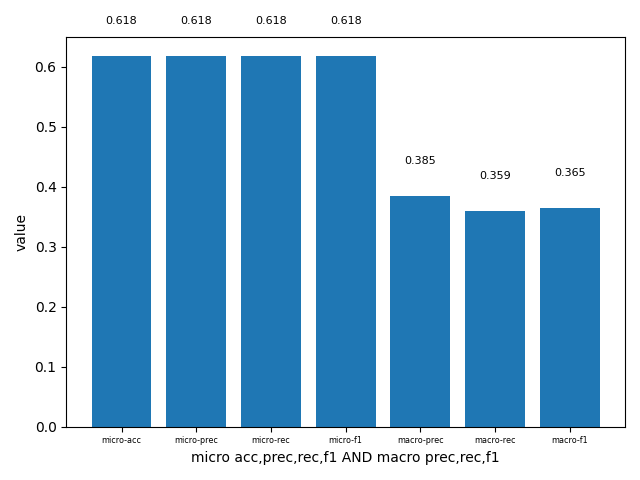 0.618 0.618 0.618 0.618
0.385
0.359
0.365
0.6
0.5
0.4
0.3
0.2
0.1
0.0
value
micro-acc micro-prec micro-rec micro-f1 macro-prec macro-rec macro-f1
micro acc,prec,rec,f1 AND macro prec,rec,f1